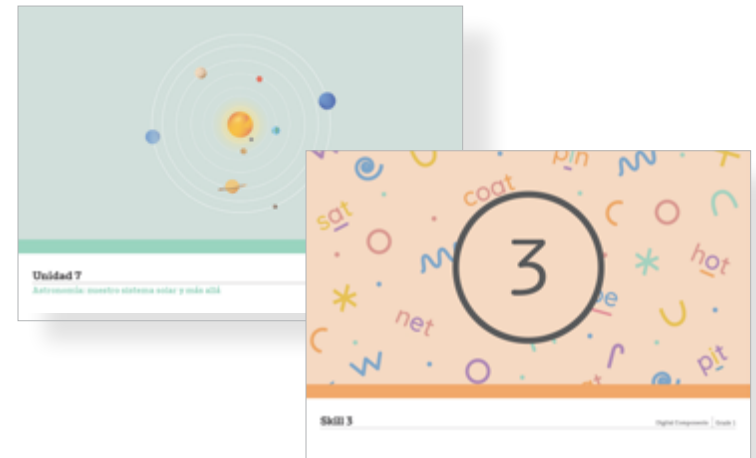 Unidad 7
Astronomía: nuestro sistema solar y más allá
pin
coat
sat
3
hot
net
pit
Skill 3
Digital Components | Grade 1